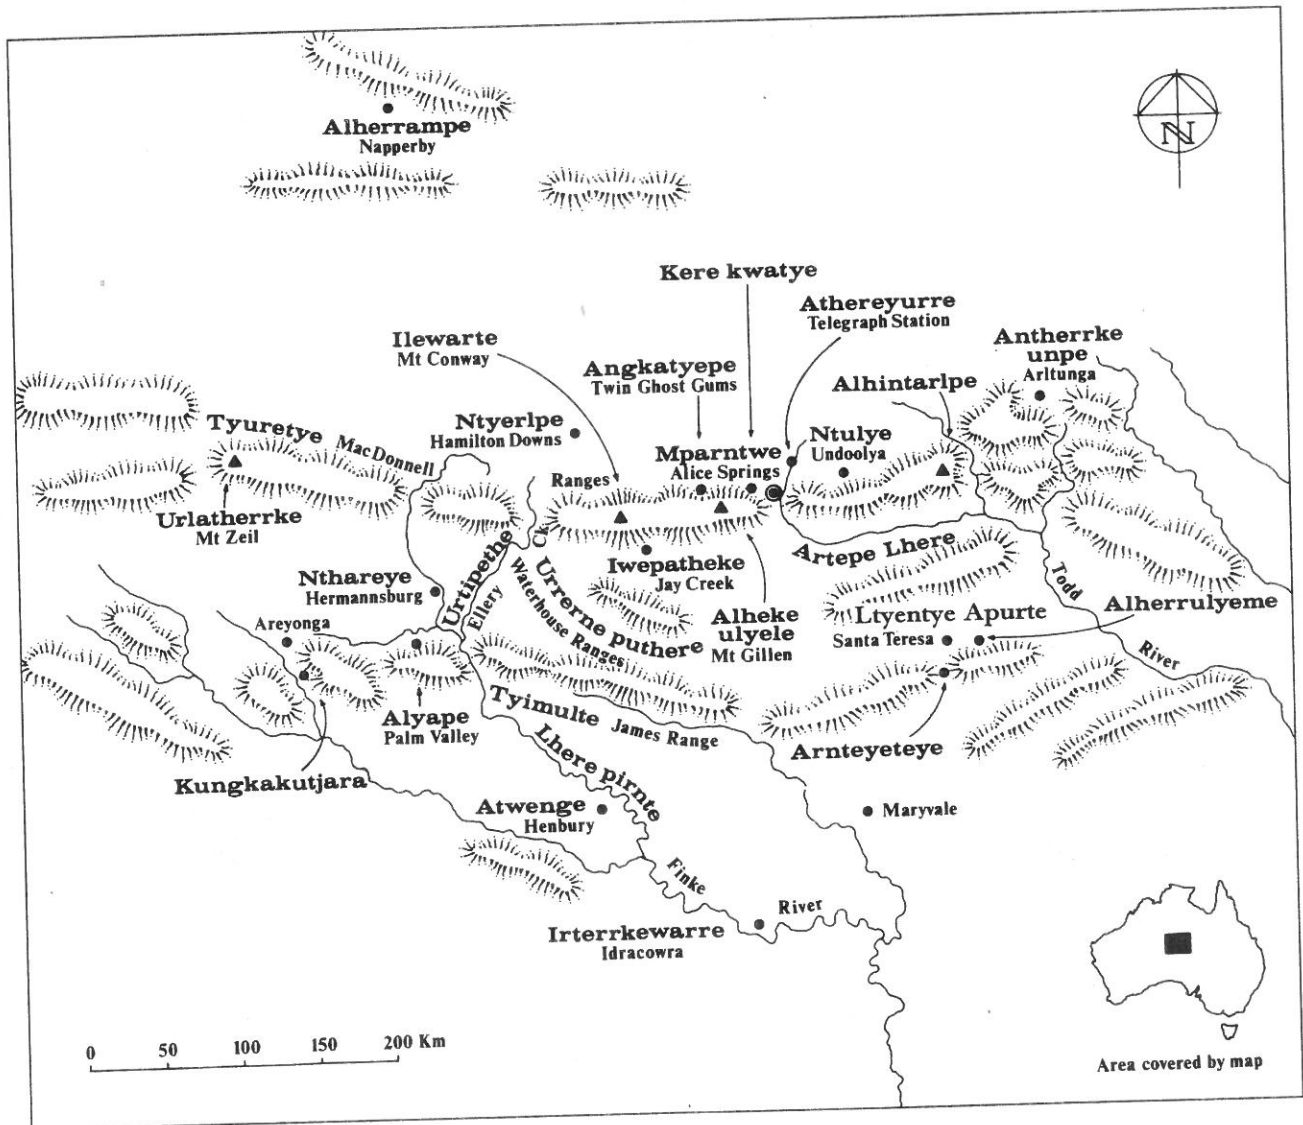 Alherrampe
Napperby
N
Kere kwatye
Athereyurre
Telegraph Station
Ilewarte
Mt Conway
Antherrke
unpe
Arltunga
Angkatyepe
Twin Ghost Gums
Alhintarlpe
Ntyerlpe
Hamilton Downs
Tyuretye MacDonnell
Ranges
Mparntwe
Alice Springs
Ntulye
Undoolya
Urlatherrke
Mt Zeil
Artepe Lhere
Todd
River
Nthareye
Hermannsburg
Urtipethe
Ellery Ck
Urrerne puthere
Waterhouse Ranges
Iwepatheke
Jay Creek
Alheke
ulyele
Mt Gillen
Ltyentye Apurte
Santa Teresa
Alherrulyeme
Areyonga
Alyape
Palm Valley
Tyimulte James Range
Arnteyeteye
Kungkakutjara
Lhere pirnte
Finke
River
Atwenge
Henbury
Maryvale
Irterrkewarre
Idracowra
0 50 100 150 200 Km
Area covered by map